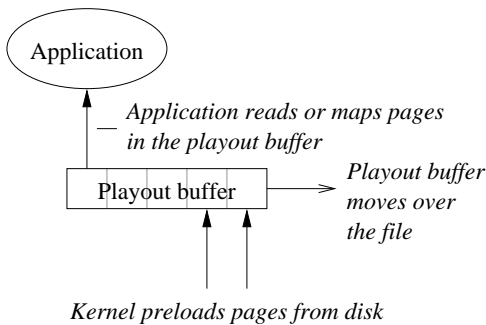 Application
Application reads or maps pages
in the playout buffer
Playout buffer
Playout buffer
moves over
the file
Kernel preloads pages from disk